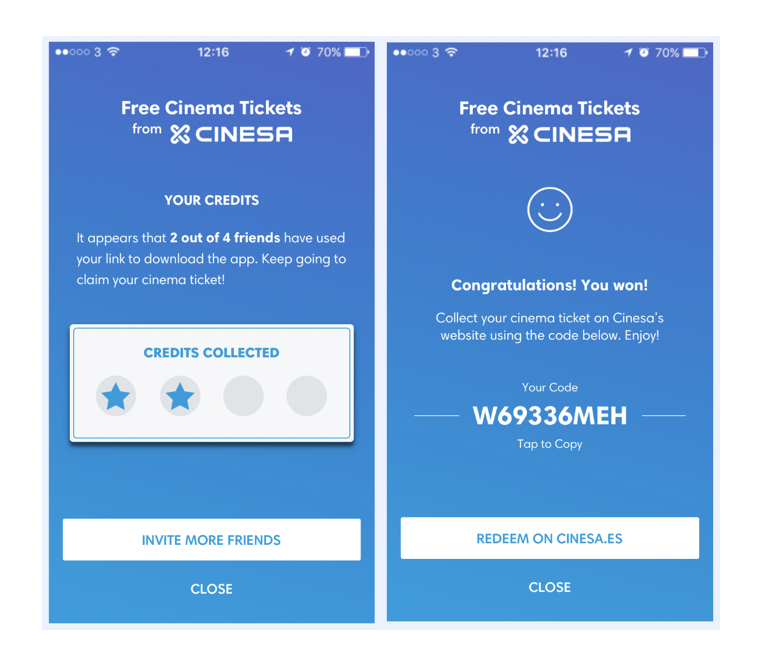 3 12:16 70%
Free Cinema Tickets
from CINESA
YOUR CREDITS
It appears that 2 out of 4 friends have used
your link to download the app. Keep going to
claim your cinema ticket!
CREDITS COLLECTED
INVITE MORE FRIENDS
CLOSE
3 12:16 70%
Free Cinema Tickets
from CINESA
Congratulations! You won!
Collect your cinema ticket on Cinesa's
website using the code below. Enjoy!
Your Code
W69336MEH
Tap to Copy
REDEEM ON CINESA.ES
CLOSE